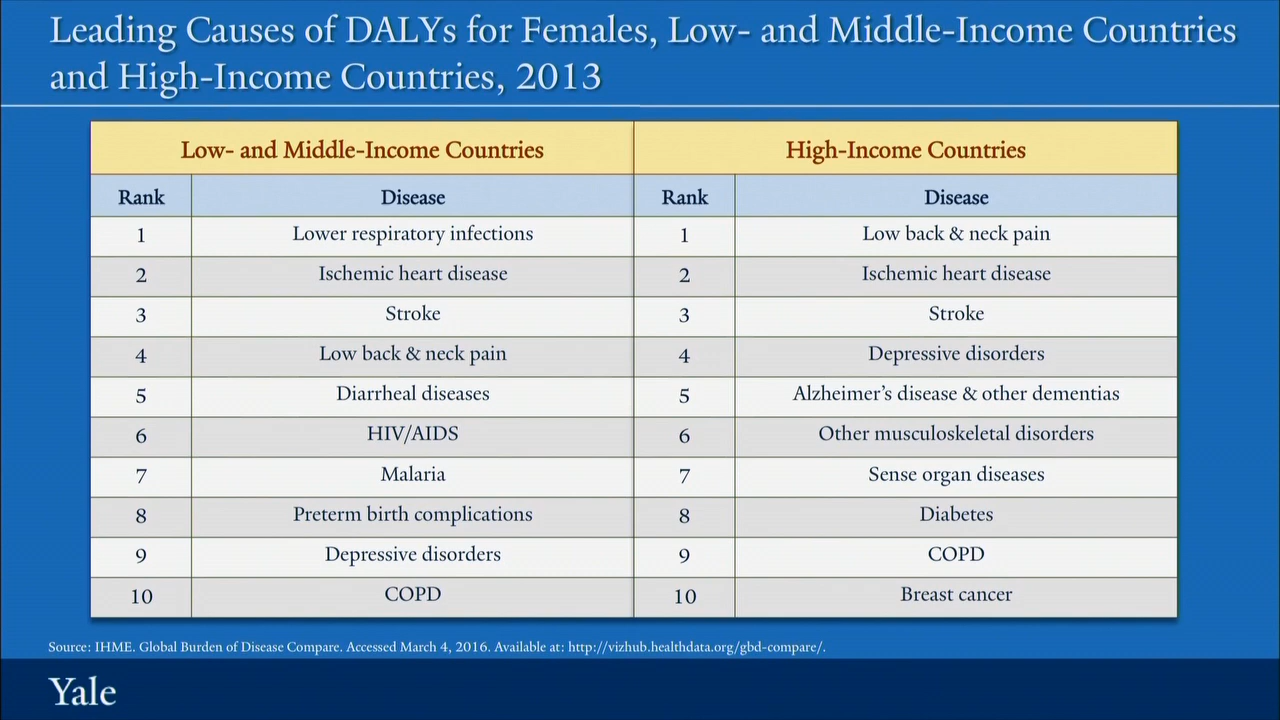 Leading Causes of DALYs for Females, Low- and Middle-Income Countries
and High-Income Countries, 2013
Low- and Middle-Income Countries High-Income Countries
Rank Disease Rank Disease
1 Lower respiratory infections 1 Low back & neck pain
2 Ischemic heart disease 2 Ischemic heart disease
3 Stroke 3 Stroke
4 Low back & neck pain 4 Depressive disorders
5 Diarrheal diseases 5 Alzheimer's disease & other dementias
6 HIV/AIDS 6 Other musculoskeletal disorders
7 Malaria 7 Sense organ diseases
8 Preterm birth complications 8 Diabetes
9 Depressive disorders 9 COPD
10 COPD 10 Breast cancer
Source: IHME. Global Burden of Disease Compare. Accessed March 4, 2016. Available at: http://vizhub.healthdata.org/gbd-compare/.
Yale